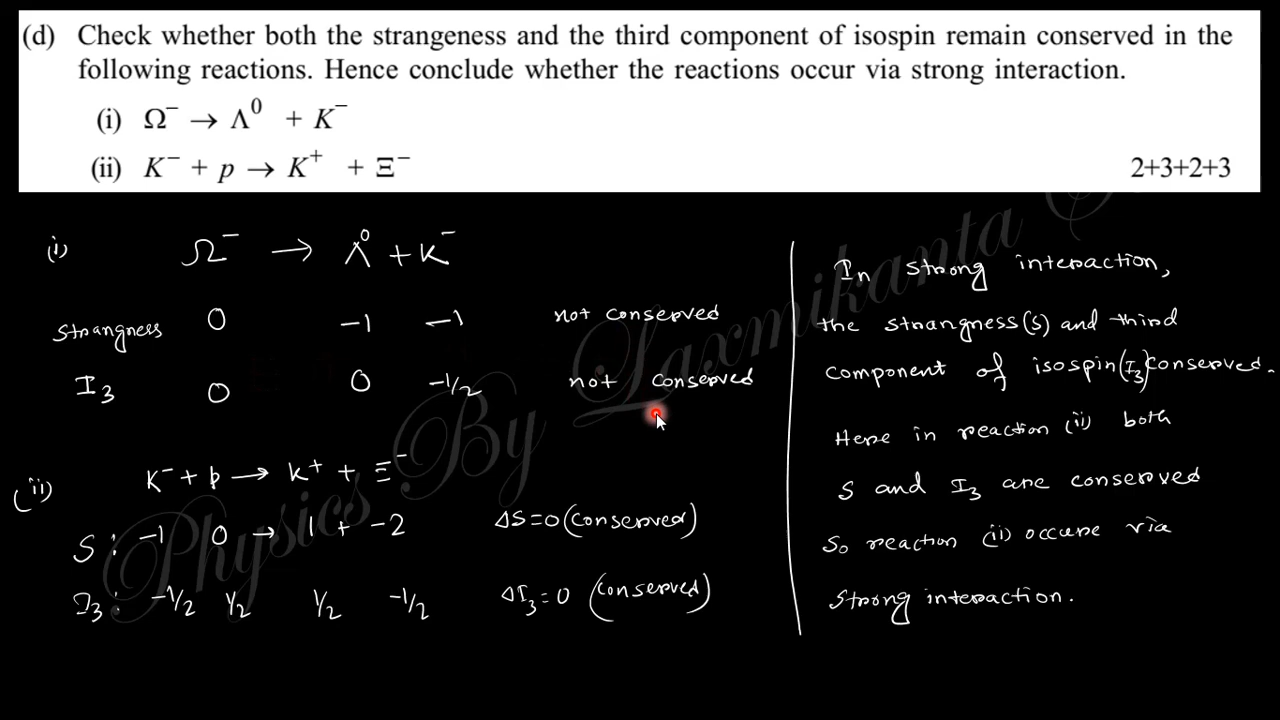 (d) Check whether both the strangeness and the third component of isospin remain conserved in the
following reactions. Hence conclude whether the reactions occur via strong interaction.
(i) Ω⁻ → Λ⁰ + K⁻
(ii) K⁻ + p → K⁺ + Ξ⁻ 2+3+2+3
(i) Ω⁻ → Λ⁰ + K⁻
Strangness 0 -1 -1 not conserved
I₃ 0 0 -1/2 not conserved
(ii) K⁻ + p → K⁺ + Ξ⁻
S : -1 0 → 1 + -2 ΔS=0 (conserved)
I₃ : -1/2 1/2 1/2 -1/2 ΔI₃=0 (conserved)
In strong interaction,
the strangness(s) and third
component of isospin(I₃) conserved.
Here in reaction (ii) both
S and I₃ are conserved
So reaction (ii) occure via
strong interaction.
Physics By Laxmikanta